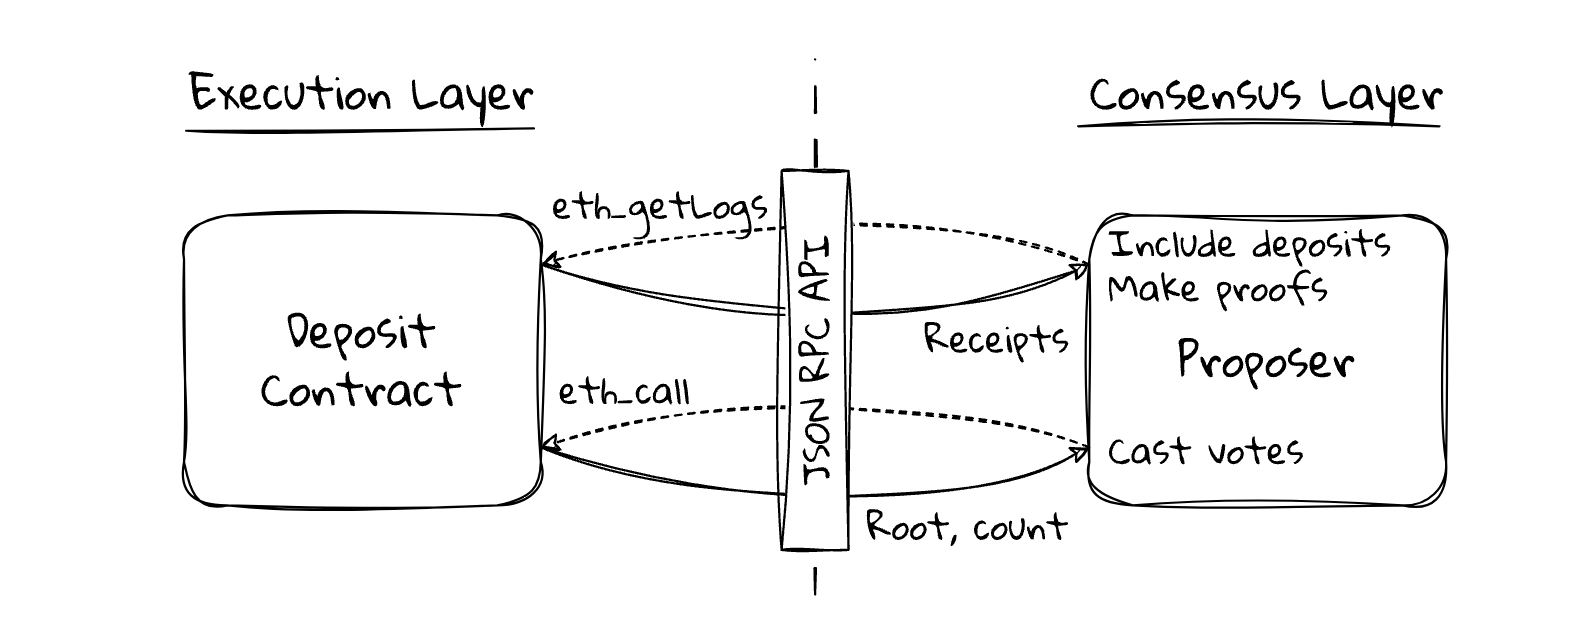 Execution Layer
Consensus Layer
eth_getLogs
Include deposits
Make proofs
Deposit
Contract
JSON RPC API
Receipts
Proposer
eth_call
Cast votes
Root, count